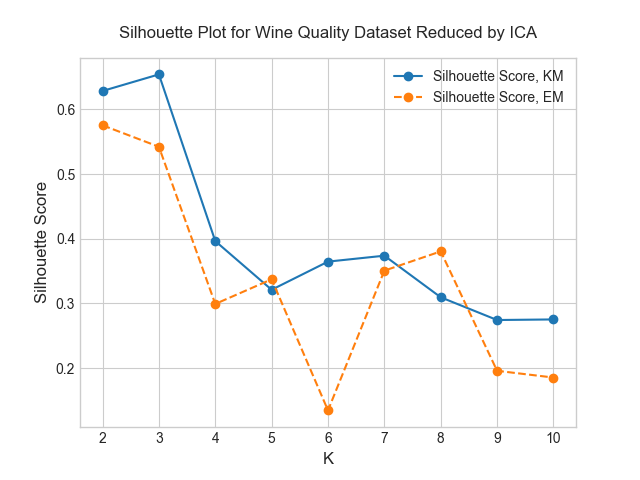 Silhouette Plot for Wine Quality Dataset Reduced by ICA
Silhouette Score, KM
Silhouette Score, EM
Silhouette Score
0.6
0.5
0.4
0.3
0.2
2 3 4 5 6 7 8 9 10
K